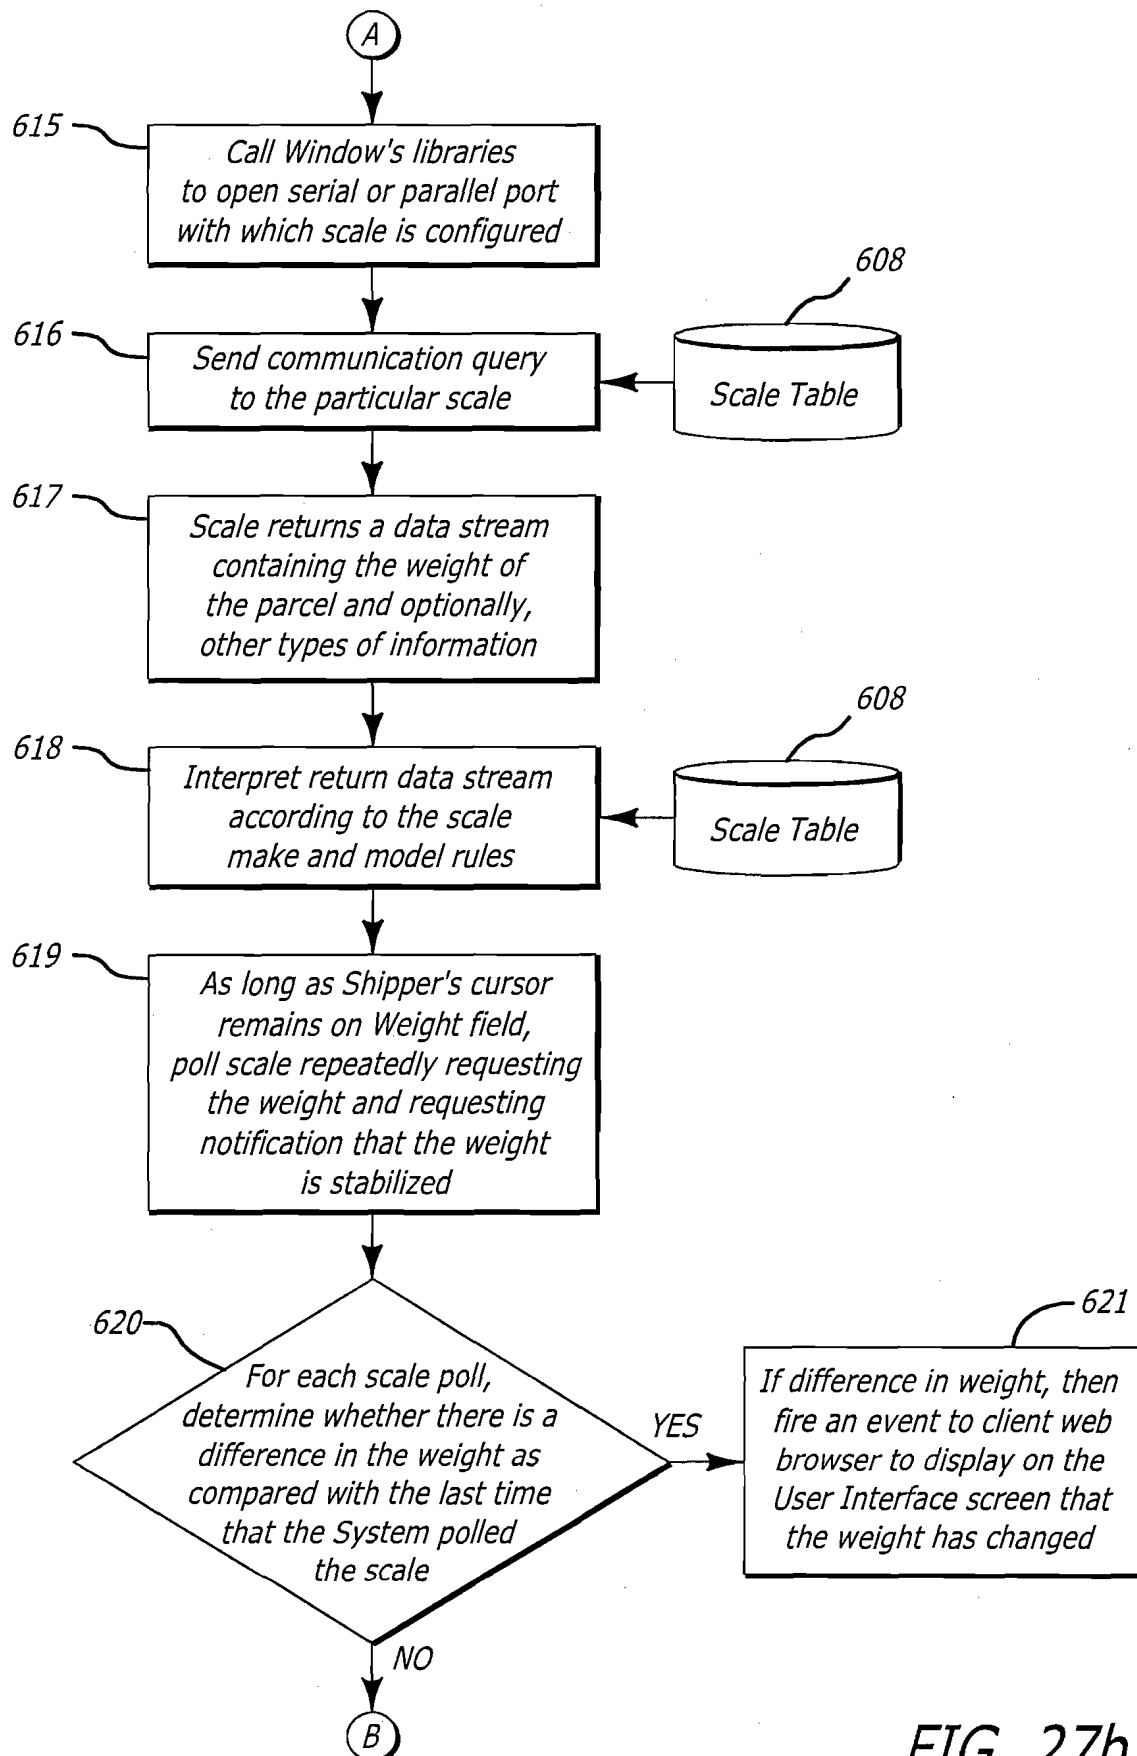 A
615
Call Window's libraries
to open serial or parallel port
with which scale is configured
608
616
Send communication query
to the particular scale
Scale Table
617
Scale returns a data stream
containing the weight of
the parcel and optionally,
other types of information
608
618
Interpret return data stream
according to the scale
make and model rules
Scale Table
619
As long as Shipper's cursor
remains on Weight field,
poll scale repeatedly requesting
the weight and requesting
notification that the weight
is stabilized
620
For each scale poll,
determine whether there is a
difference in the weight as
compared with the last time
that the System polled
the scale
YES
621
If difference in weight, then
fire an event to client web
browser to display on the
User Interface screen that
the weight has changed
NO
B
FIG. 27b